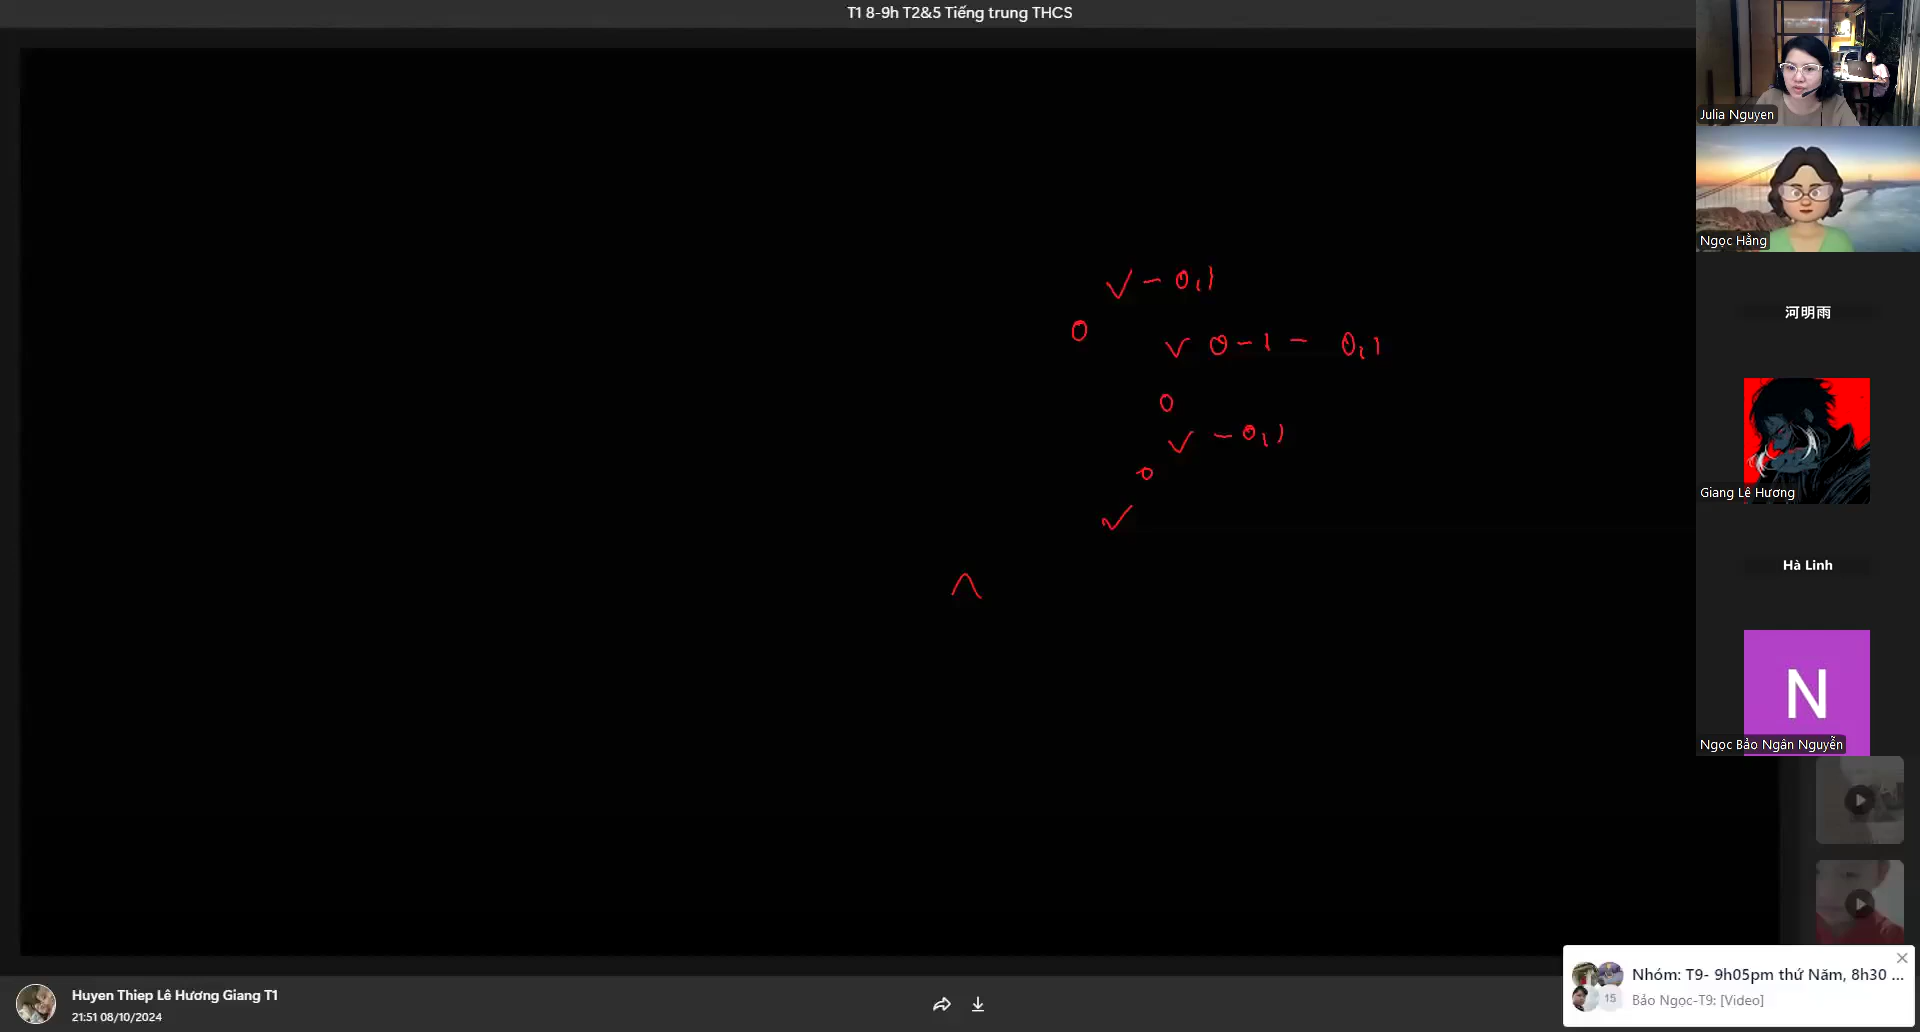 T1 8-9h T2&5 Tiếng trung THCS
Julia Nguyen
Ngọc Hằng
河明雨
v - 0,1
0
v 0 - 1 - 0,1
0
v - 0,1
0
v
Giang Lê Hương
Hà Linh
N
Ngọc Bảo Ngân Nguyễn
Nhóm: T9- 9h05pm thứ Năm, 8h30 ...
15
Bảo Ngọc-T9: [Video]
Huyen Thiep Lê Hương Giang T1
21:51 08/10/2024